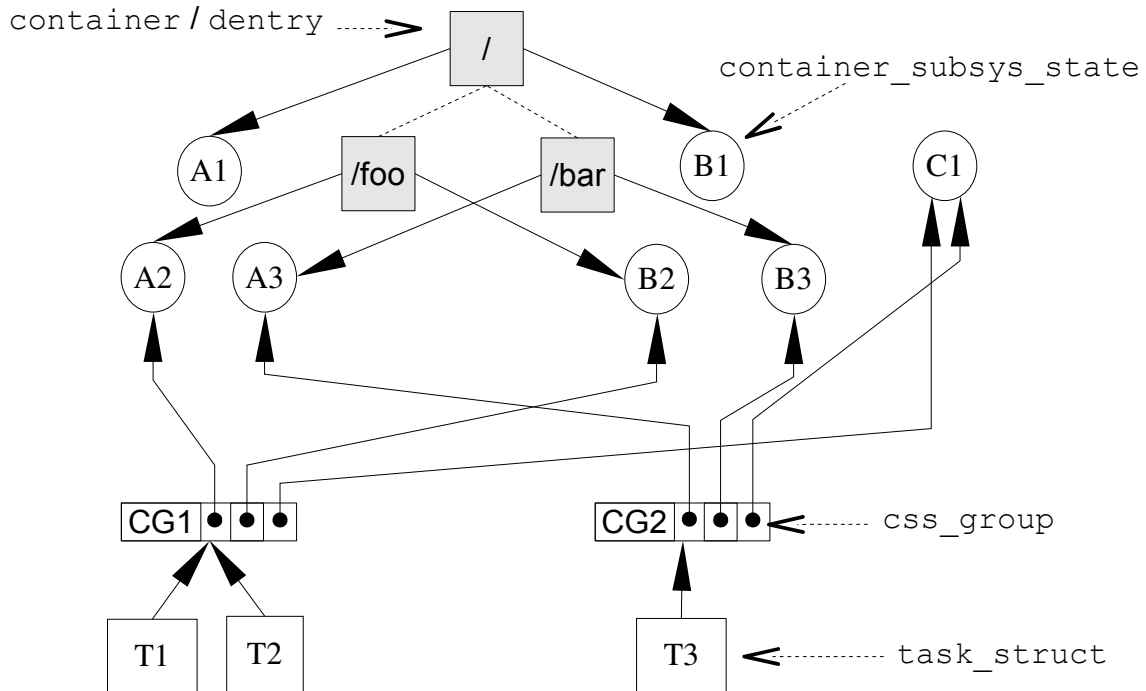 container / dentry
/
container_subsys_state
A1
/foo
/bar
B1
C1
A2
A3
B2
B3
CG1
CG2
css_group
T1
T2
T3
task_struct